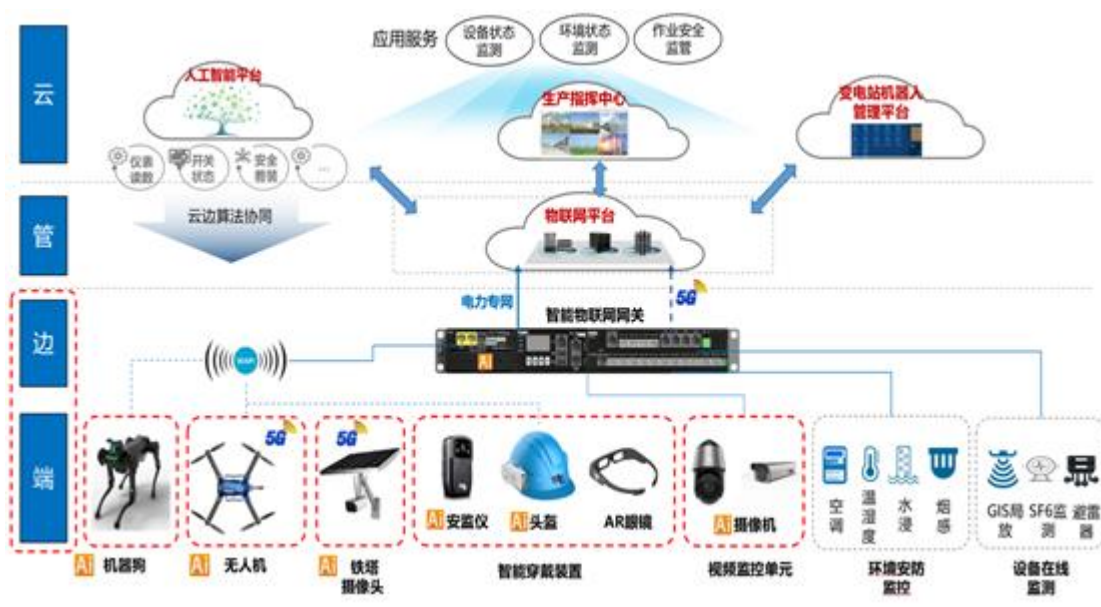 云
应用服务
设备状态
监测
环境状态
监测
作业安全
监管
人工智能平台
生产指挥中心
变电站机器人
管理平台
仪表
读数
开关
状态
安全
着装
...
云边算法协同
管
物联网平台
电力专网
5G
智能物联网网关
边
Ai
WAPI
端
5G
5G
Ai 安监仪
Ai 头盔
AR眼镜
Ai 摄像机
空调
温湿度
水浸
烟感
GIS局
放
SF6监
测
避雷
器
Ai 机器狗
Ai 无人机
Ai 铁塔
摄像头
智能穿戴装置
视频监控单元
环境安防
监控
设备在线
监测